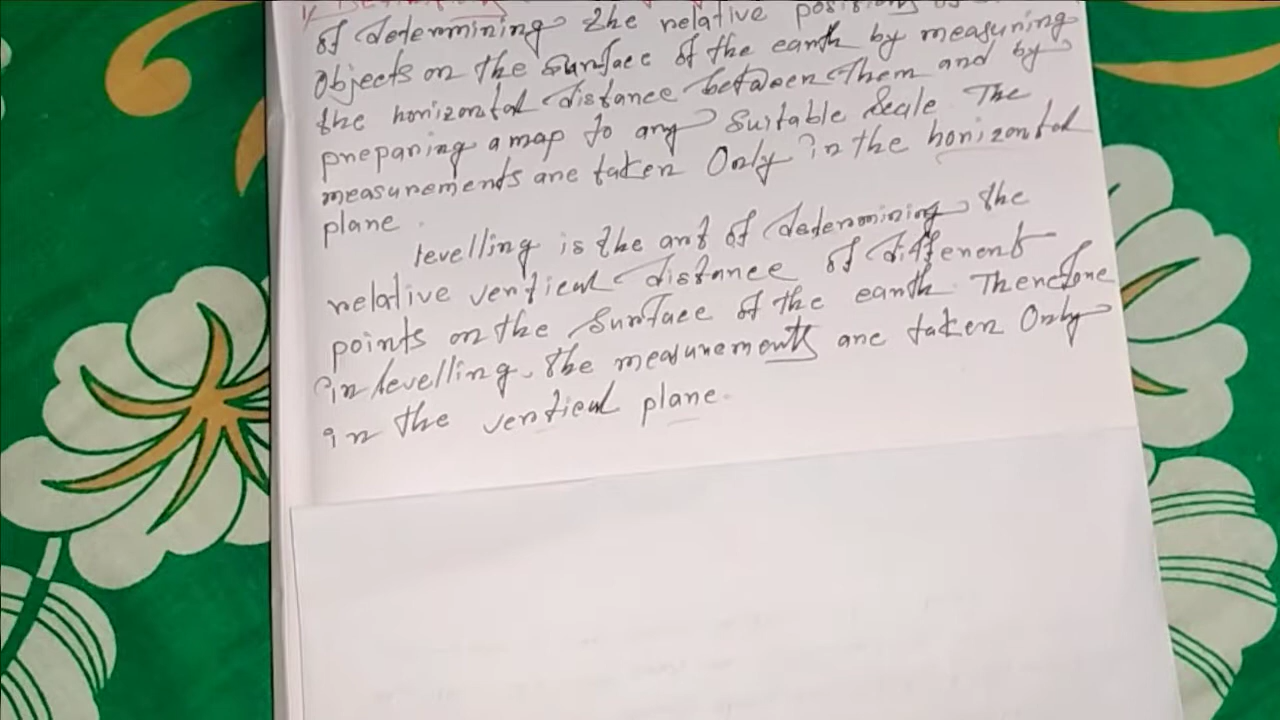 of determining the relative positions of
Objects on the surface of the earth by measuring
the horizontal distance between them and by
preparing a map to any suitable scale. The
measurements are taken Only in the horizontal
plane.
levelling is the art of determining the
relative vertical distance of different
points on the surface of the earth. Therefore
in levelling, the measurements are taken Only
in the vertical plane.